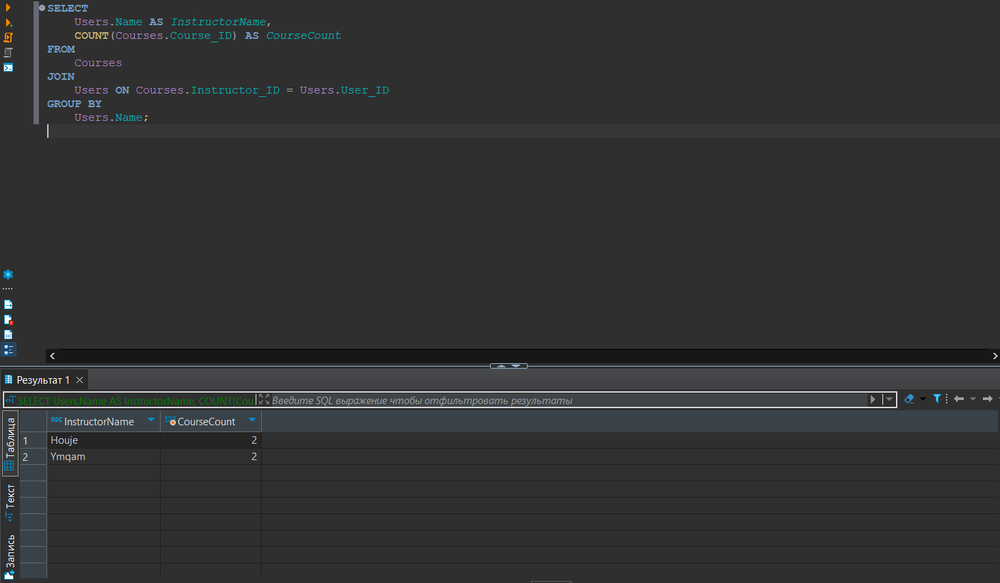 SELECT
Users.Name AS InstructorName,
COUNT(Courses.Course_ID) AS CourseCount
FROM
Courses
JOIN
Users ON Courses.Instructor_ID = Users.User_ID
GROUP BY
Users.Name;
Результат 1
SELECT Users.Name AS InstructorName, COUNT(Cou
Введите SQL выражение чтобы отфильтровать результаты
ABC InstructorName 123 CourseCount
1 Houje 2
2 Ymqam 2
Таблица
Текст
Запись